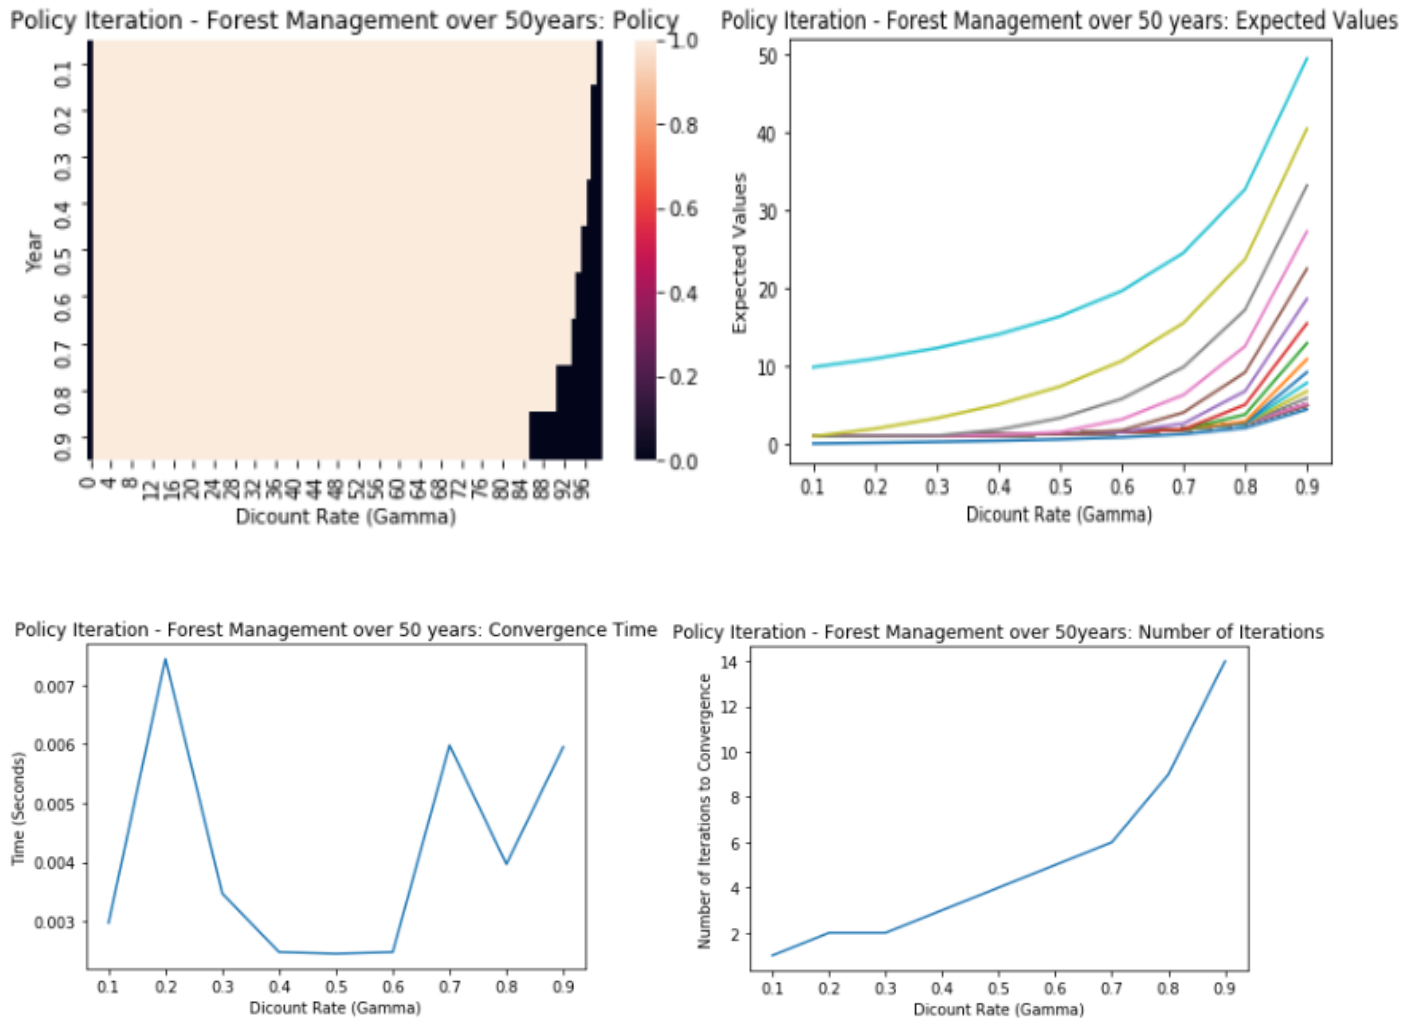 Policy Iteration - Forest Management over 50years: Policy
1.0
0.8
0.6
0.4
0.2
0.0
Year
0.1
0.2
0.3
0.4
0.5
0.6
0.7
0.8
0.9
0 4 8 12 16 20 24 28 32 36 40 44 48 52 56 60 64 68 72 76 80 84 88 92 96
Dicount Rate (Gamma)
Policy Iteration - Forest Management over 50 years: Expected Values
Expected Values
50
40
30
20
10
0
0.1 0.2 0.3 0.4 0.5 0.6 0.7 0.8 0.9
Dicount Rate (Gamma)
Policy Iteration - Forest Management over 50 years: Convergence Time
Time (Seconds)
0.007
0.006
0.005
0.004
0.003
0.1 0.2 0.3 0.4 0.5 0.6 0.7 0.8 0.9
Dicount Rate (Gamma)
Policy Iteration - Forest Management over 50years: Number of Iterations
Number of Iterations to Convergence
14
12
10
8
6
4
2
0.1 0.2 0.3 0.4 0.5 0.6 0.7 0.8 0.9
Dicount Rate (Gamma)